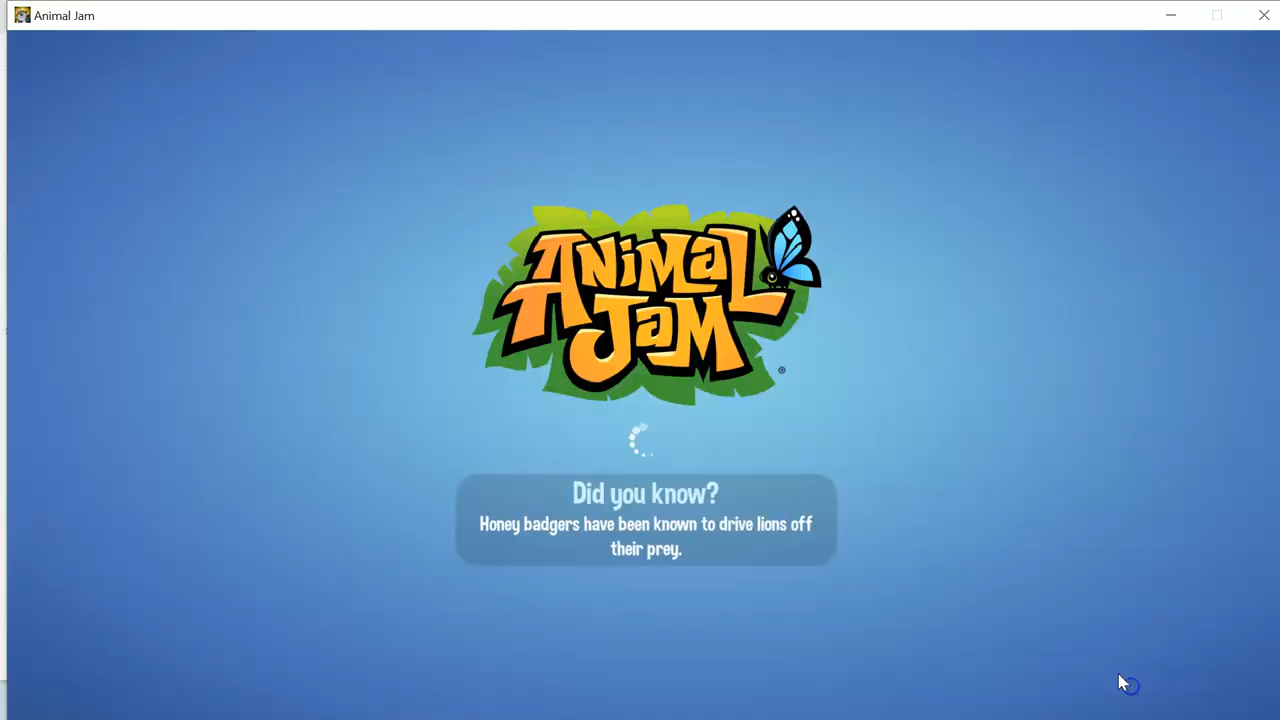 Animal Jam
ANiMaL
JaM
®
Did you know?
Honey badgers have been known to drive lions off
their prey.